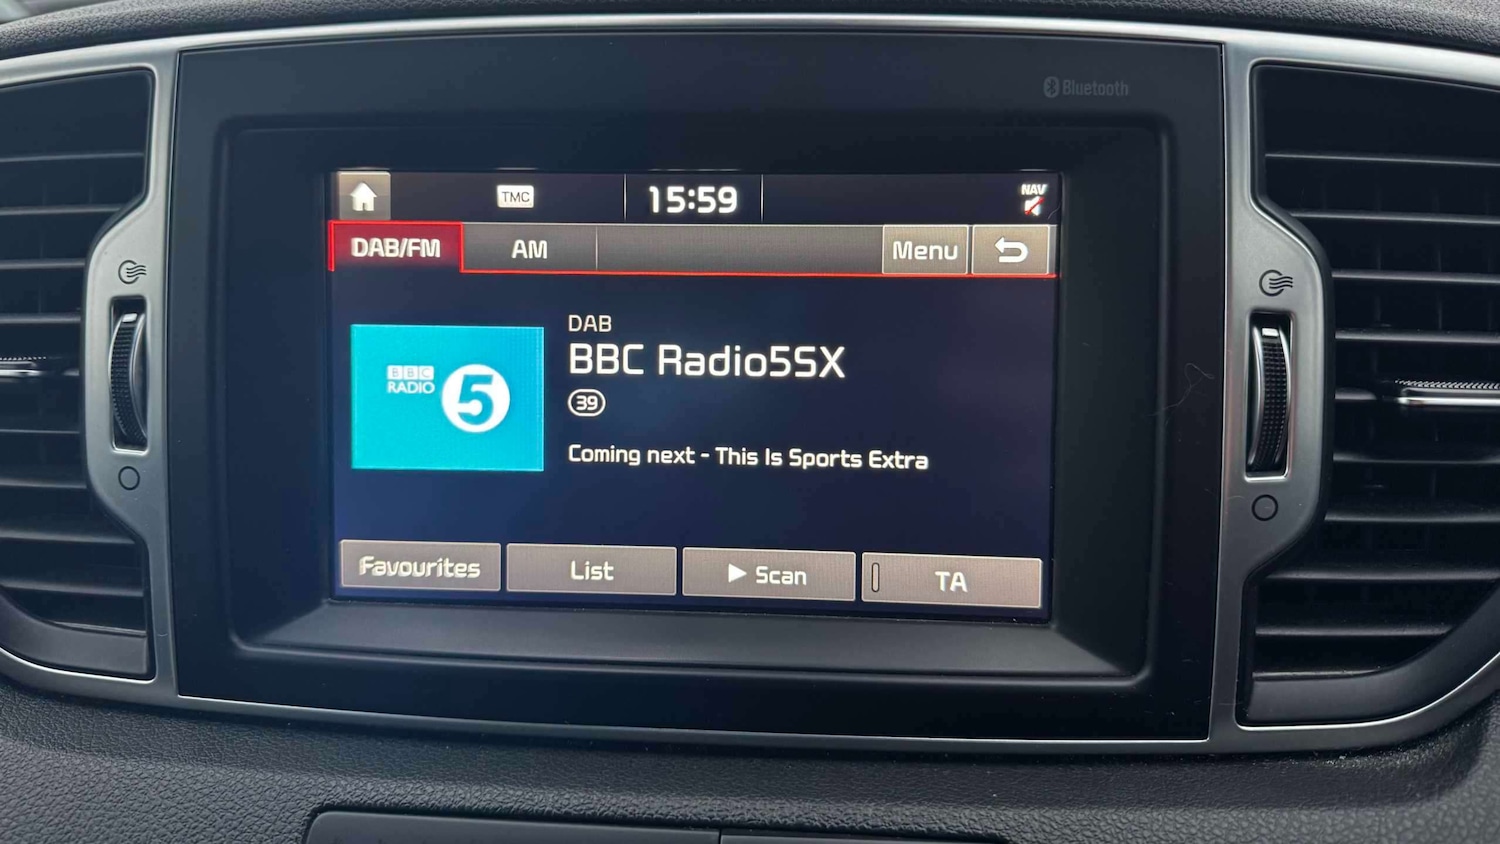 Bluetooth
TMC
15:59
NAV
DAB/FM
AM
Menu
DAB
BBC Radio5SX
39
BBC
RADIO
5
Coming next - This Is Sports Extra
Favourites
List
Scan
TA